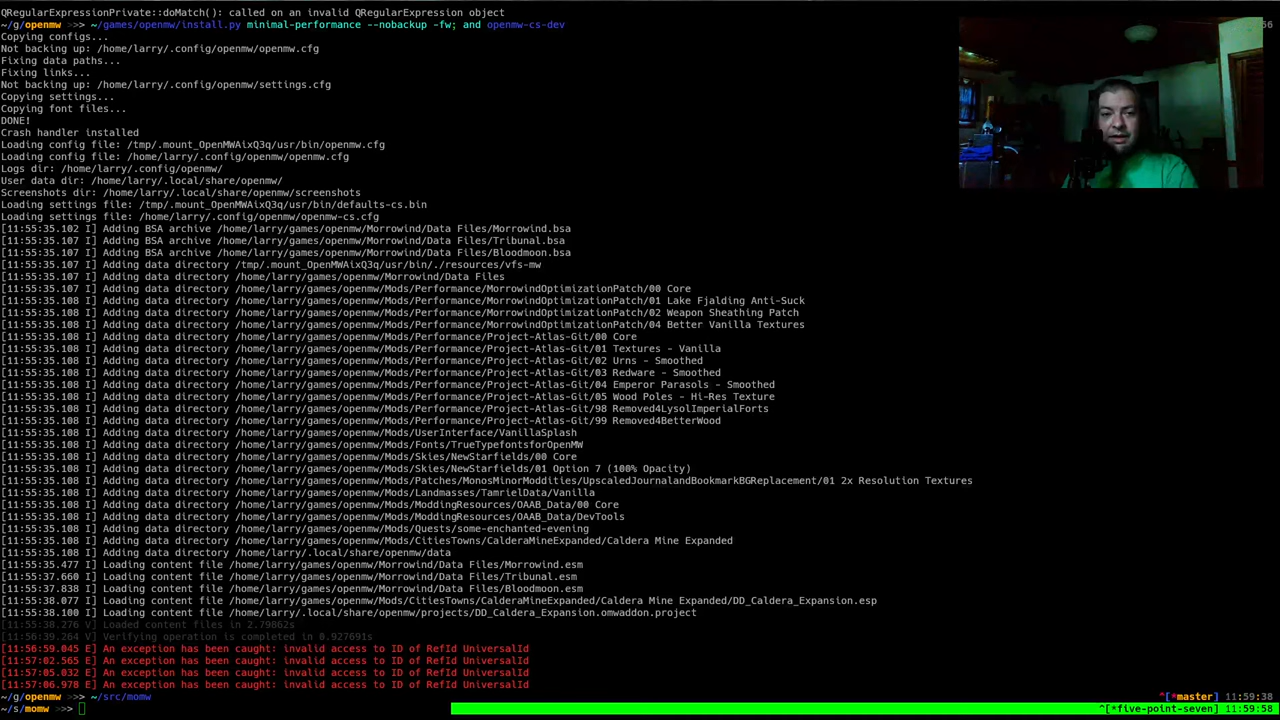 QRegularExpressionPrivate::doMatch(): called on an invalid QRegularExpression object
~/g/openmw >>> ~/games/openmw/install.py minimal-performance --nobackup -fw; and openmw-cs-dev
Copying configs...
Not backing up: /home/larry/.config/openmw/openmw.cfg
Fixing data paths...
Fixing links...
Not backing up: /home/larry/.config/openmw/settings.cfg
Copying settings...
Copying font files...
DONE!
Crash handler installed
Loading config file: /tmp/.mount_OpenMWAixQ3q/usr/bin/openmw.cfg
Loading config file: /home/larry/.config/openmw/openmw.cfg
Logs dir: /home/larry/.config/openmw/
User data dir: /home/larry/.local/share/openmw/
Screenshots dir: /home/larry/.local/share/openmw/screenshots
Loading settings file: /tmp/.mount_OpenMWAixQ3q/usr/bin/defaults-cs.bin
Loading settings file: /home/larry/.config/openmw/openmw-cs.cfg
[11:55:35.102 I] Adding BSA archive /home/larry/games/openmw/Morrowind/Data Files/Morrowind.bsa
[11:55:35.107 I] Adding BSA archive /home/larry/games/openmw/Morrowind/Data Files/Tribunal.bsa
[11:55:35.107 I] Adding BSA archive /home/larry/games/openmw/Morrowind/Data Files/Bloodmoon.bsa
[11:55:35.107 I] Adding data directory /tmp/.mount_OpenMWAixQ3q/usr/bin/./resources/vfs-mw
[11:55:35.107 I] Adding data directory /home/larry/games/openmw/Morrowind/Data Files
[11:55:35.107 I] Adding data directory /home/larry/games/openmw/Mods/Performance/MorrowindOptimizationPatch/00 Core
[11:55:35.108 I] Adding data directory /home/larry/games/openmw/Mods/Performance/MorrowindOptimizationPatch/01 Lake Fjalding Anti-Suck
[11:55:35.108 I] Adding data directory /home/larry/games/openmw/Mods/Performance/MorrowindOptimizationPatch/02 Weapon Sheathing Patch
[11:55:35.108 I] Adding data directory /home/larry/games/openmw/Mods/Performance/MorrowindOptimizationPatch/04 Better Vanilla Textures
[11:55:35.108 I] Adding data directory /home/larry/games/openmw/Mods/Performance/Project-Atlas-Git/00 Core
[11:55:35.108 I] Adding data directory /home/larry/games/openmw/Mods/Performance/Project-Atlas-Git/01 Textures - Vanilla
[11:55:35.108 I] Adding data directory /home/larry/games/openmw/Mods/Performance/Project-Atlas-Git/02 Urns - Smoothed
[11:55:35.108 I] Adding data directory /home/larry/games/openmw/Mods/Performance/Project-Atlas-Git/03 Redware - Smoothed
[11:55:35.108 I] Adding data directory /home/larry/games/openmw/Mods/Performance/Project-Atlas-Git/04 Emperor Parasols - Smoothed
[11:55:35.108 I] Adding data directory /home/larry/games/openmw/Mods/Performance/Project-Atlas-Git/05 Wood Poles - Hi-Res Texture
[11:55:35.108 I] Adding data directory /home/larry/games/openmw/Mods/Performance/Project-Atlas-Git/98 Removed4LysolImperialForts
[11:55:35.108 I] Adding data directory /home/larry/games/openmw/Mods/Performance/Project-Atlas-Git/99 Removed4BetterWood
[11:55:35.108 I] Adding data directory /home/larry/games/openmw/Mods/UserInterface/VanillaSplash
[11:55:35.108 I] Adding data directory /home/larry/games/openmw/Mods/Fonts/TrueTypefontsforOpenMW
[11:55:35.108 I] Adding data directory /home/larry/games/openmw/Mods/Skies/NewStarfields/00 Core
[11:55:35.108 I] Adding data directory /home/larry/games/openmw/Mods/Skies/NewStarfields/01 Option 7 (100% Opacity)
[11:55:35.108 I] Adding data directory /home/larry/games/openmw/Mods/Patches/MonosMinorModdities/UpscaledJournalandBookmarkBGReplacement/01 2x Resolution Textures
[11:55:35.108 I] Adding data directory /home/larry/games/openmw/Mods/Landmasses/TamrielData/Vanilla
[11:55:35.108 I] Adding data directory /home/larry/games/openmw/Mods/ModdingResources/OAAB_Data/00 Core
[11:55:35.108 I] Adding data directory /home/larry/games/openmw/Mods/ModdingResources/OAAB_Data/DevTools
[11:55:35.108 I] Adding data directory /home/larry/games/openmw/Mods/Quests/some-enchanted-evening
[11:55:35.108 I] Adding data directory /home/larry/games/openmw/Mods/CitiesTowns/CalderaMineExpanded/Caldera Mine Expanded
[11:55:35.108 I] Adding data directory /home/larry/.local/share/openmw/data
[11:55:35.477 I] Loading content file /home/larry/games/openmw/Morrowind/Data Files/Morrowind.esm
[11:55:37.660 I] Loading content file /home/larry/games/openmw/Morrowind/Data Files/Tribunal.esm
[11:55:37.838 I] Loading content file /home/larry/games/openmw/Morrowind/Data Files/Bloodmoon.esm
[11:55:38.077 I] Loading content file /home/larry/games/openmw/Mods/CitiesTowns/CalderaMineExpanded/Caldera Mine Expanded/DD_Caldera_Expansion.esp
[11:55:38.100 I] Loading content file /home/larry/.local/share/openmw/projects/DD_Caldera_Expansion.omwaddon.project
[11:55:38.276 V] Loaded content files in 2.79862s
[11:56:39.264 V] Verifying operation is completed in 0.927691s
[11:56:59.045 E] An exception has been caught: invalid access to ID of RefId UniversalId
[11:57:02.565 E] An exception has been caught: invalid access to ID of RefId UniversalId
[11:57:05.032 E] An exception has been caught: invalid access to ID of RefId UniversalId
[11:57:06.978 E] An exception has been caught: invalid access to ID of RefId UniversalId
~/g/openmw >>> ~/src/momw ^[*master] 11:59:38
~/s/momw >>> ^[*five-point-seven] 11:59:58